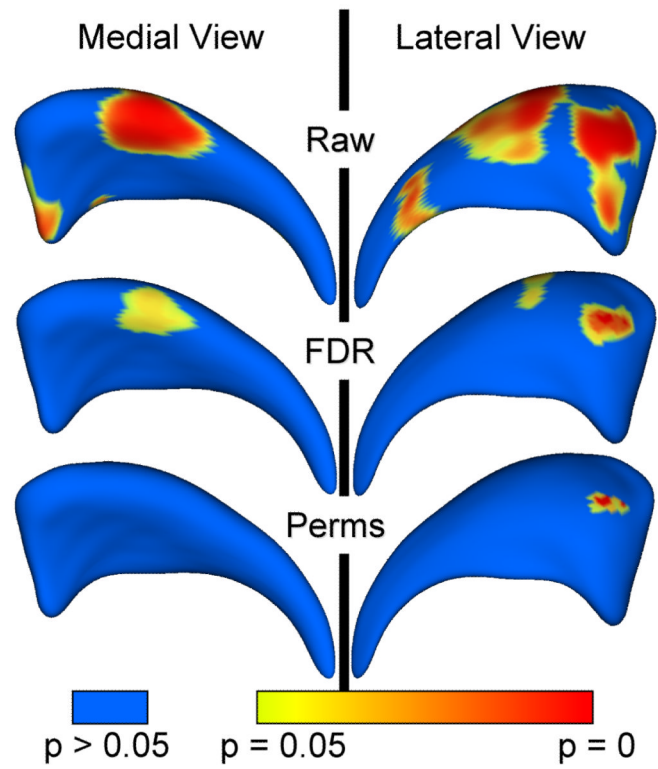 Medial View
Lateral View
Raw
FDR
Perms
p > 0.05
p = 0.05
p = 0